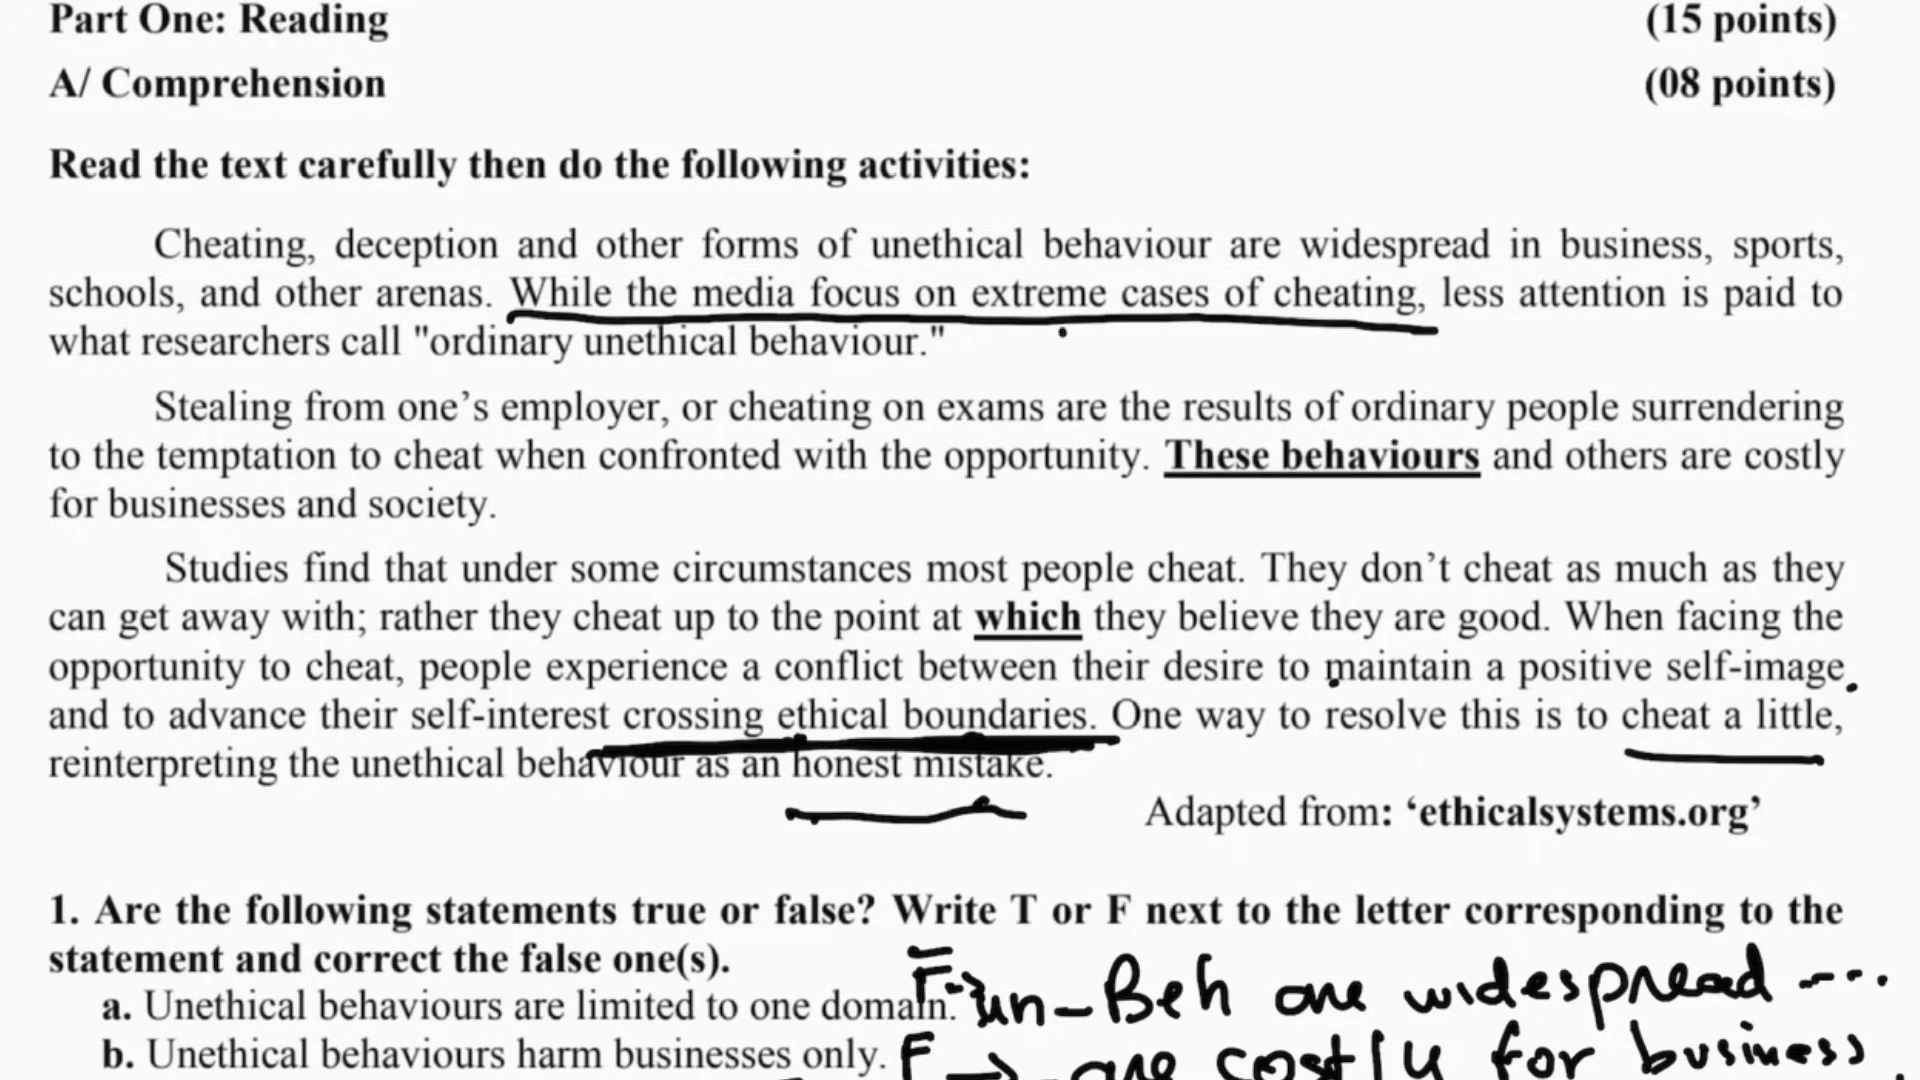 Part One: Reading (15 points)
A/ Comprehension (08 points)
Read the text carefully then do the following activities:
Cheating, deception and other forms of unethical behaviour are widespread in business, sports,
schools, and other arenas. While the media focus on extreme cases of cheating, less attention is paid to
what researchers call "ordinary unethical behaviour."
Stealing from one’s employer, or cheating on exams are the results of ordinary people surrendering
to the temptation to cheat when confronted with the opportunity. These behaviours and others are costly
for businesses and society.
Studies find that under some circumstances most people cheat. They don’t cheat as much as they
can get away with; rather they cheat up to the point at which they believe they are good. When facing the
opportunity to cheat, people experience a conflict between their desire to maintain a positive self-image
and to advance their self-interest crossing ethical boundaries. One way to resolve this is to cheat a little,
reinterpreting the unethical behaviour as an honest mistake.
Adapted from: ‘ethicalsystems.org’
1. Are the following statements true or false? Write T or F next to the letter corresponding to the
statement and correct the false one(s).
a. Unethical behaviours are limited to one domain. F → un-Beh are widespread ....
b. Unethical behaviours harm businesses only. F → are costly for business